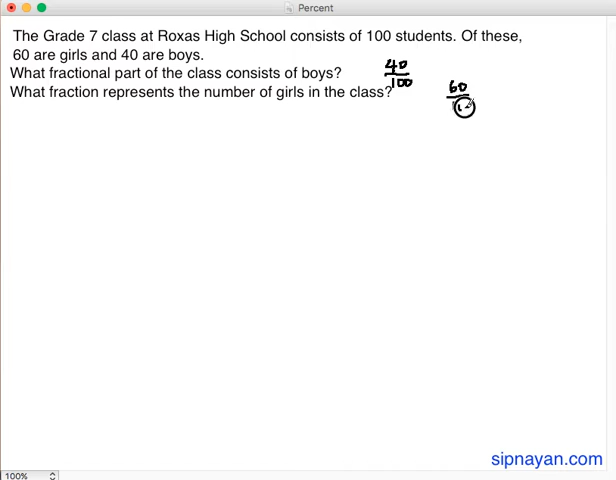 Percent
The Grade 7 class at Roxas High School consists of 100 students. Of these,
60 are girls and 40 are boys.
What fractional part of the class consists of boys?
40
100
What fraction represents the number of girls in the class?
60
sipnayan.com
100%